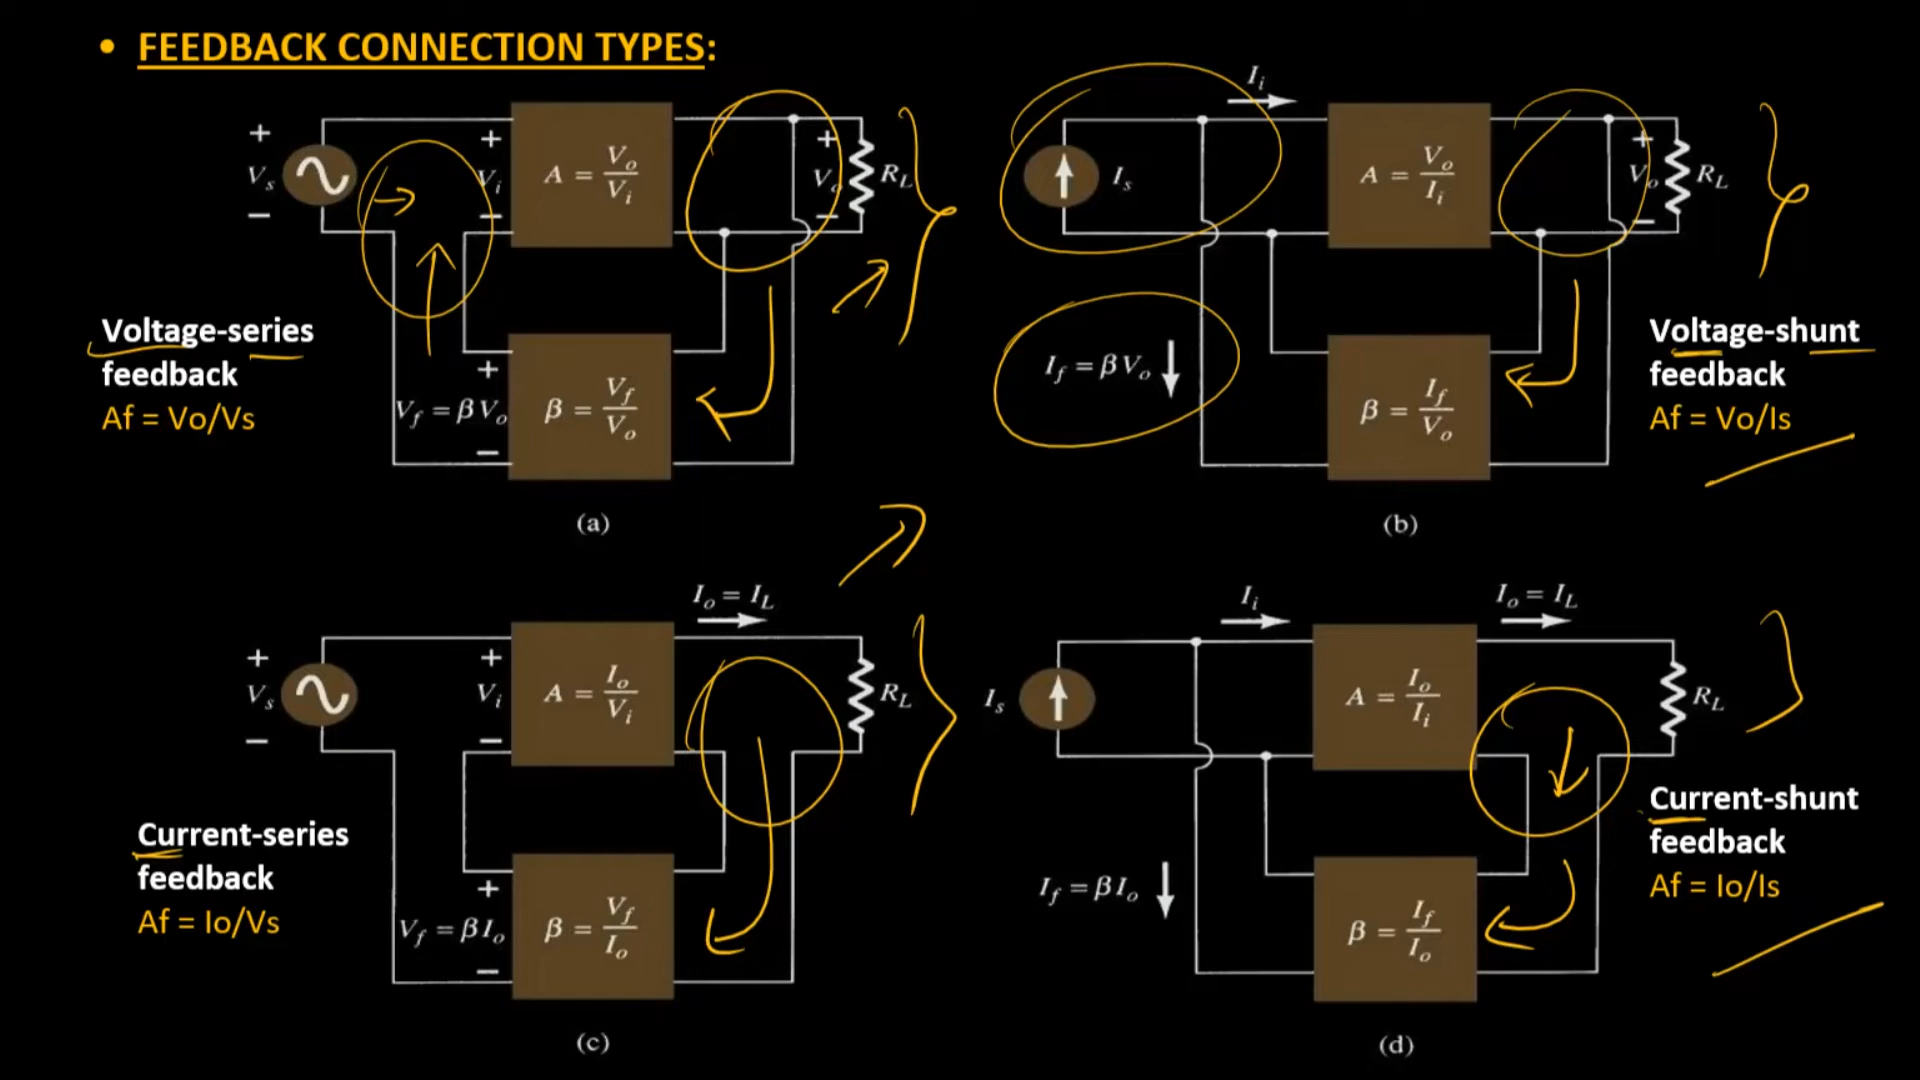 • FEEDBACK CONNECTION TYPES:
+
Vs
−
+
Vi
−
A = Vo/Vi
+
Vo
−
RL
Voltage-series
feedback
Af = Vo/Vs
+
Vf = βVo
−
β = Vf/Vo
(a)
Ii
Is
A = Vo/Ii
+
Vo
−
RL
If = βVo
β = If/Vo
Voltage-shunt
feedback
Af = Vo/Is
(b)
Io = IL
+
Vs
−
+
Vi
−
A = Io/Vi
RL
Current-series
feedback
Af = Io/Vs
+
Vf = βIo
−
β = Vf/Io
(c)
Ii
Io = IL
Is
A = Io/Ii
RL
If = βIo
β = If/Io
Current-shunt
feedback
Af = Io/Is
(d)